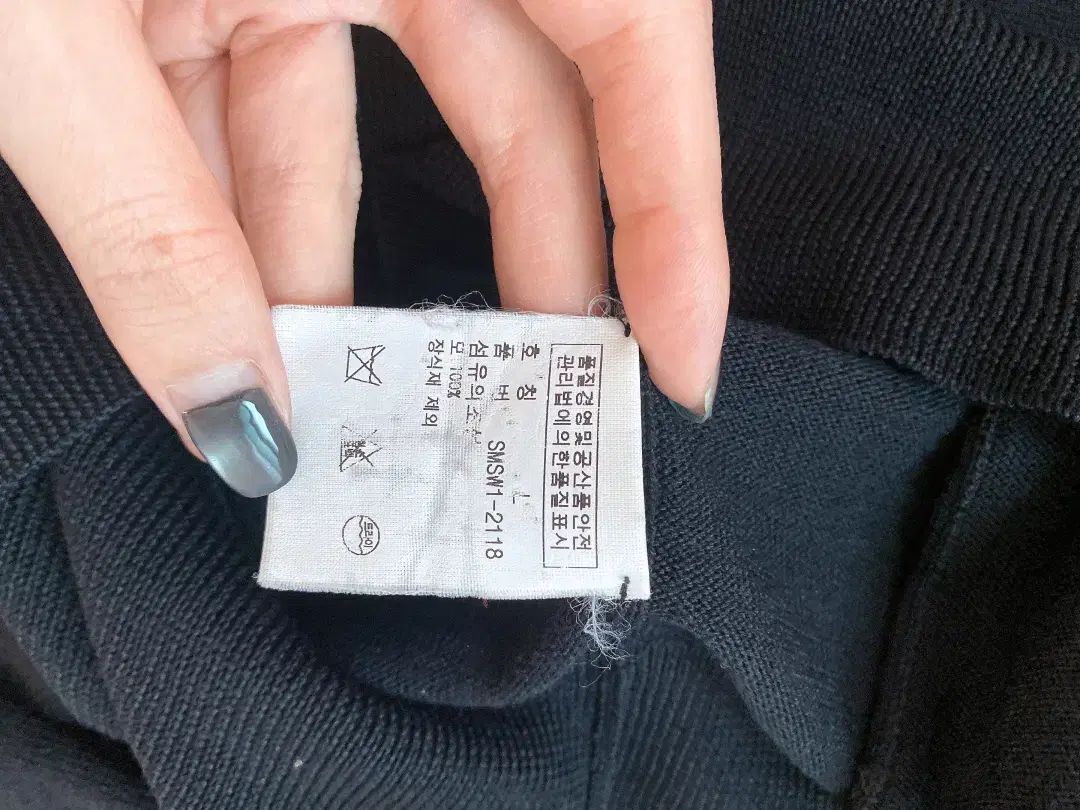 품질경영및공산품안전
관리법에의한품질표시
호 칭 L
품 번 SMSW1-2118
섬유의조성
모 100%
장식재 제외
드라이